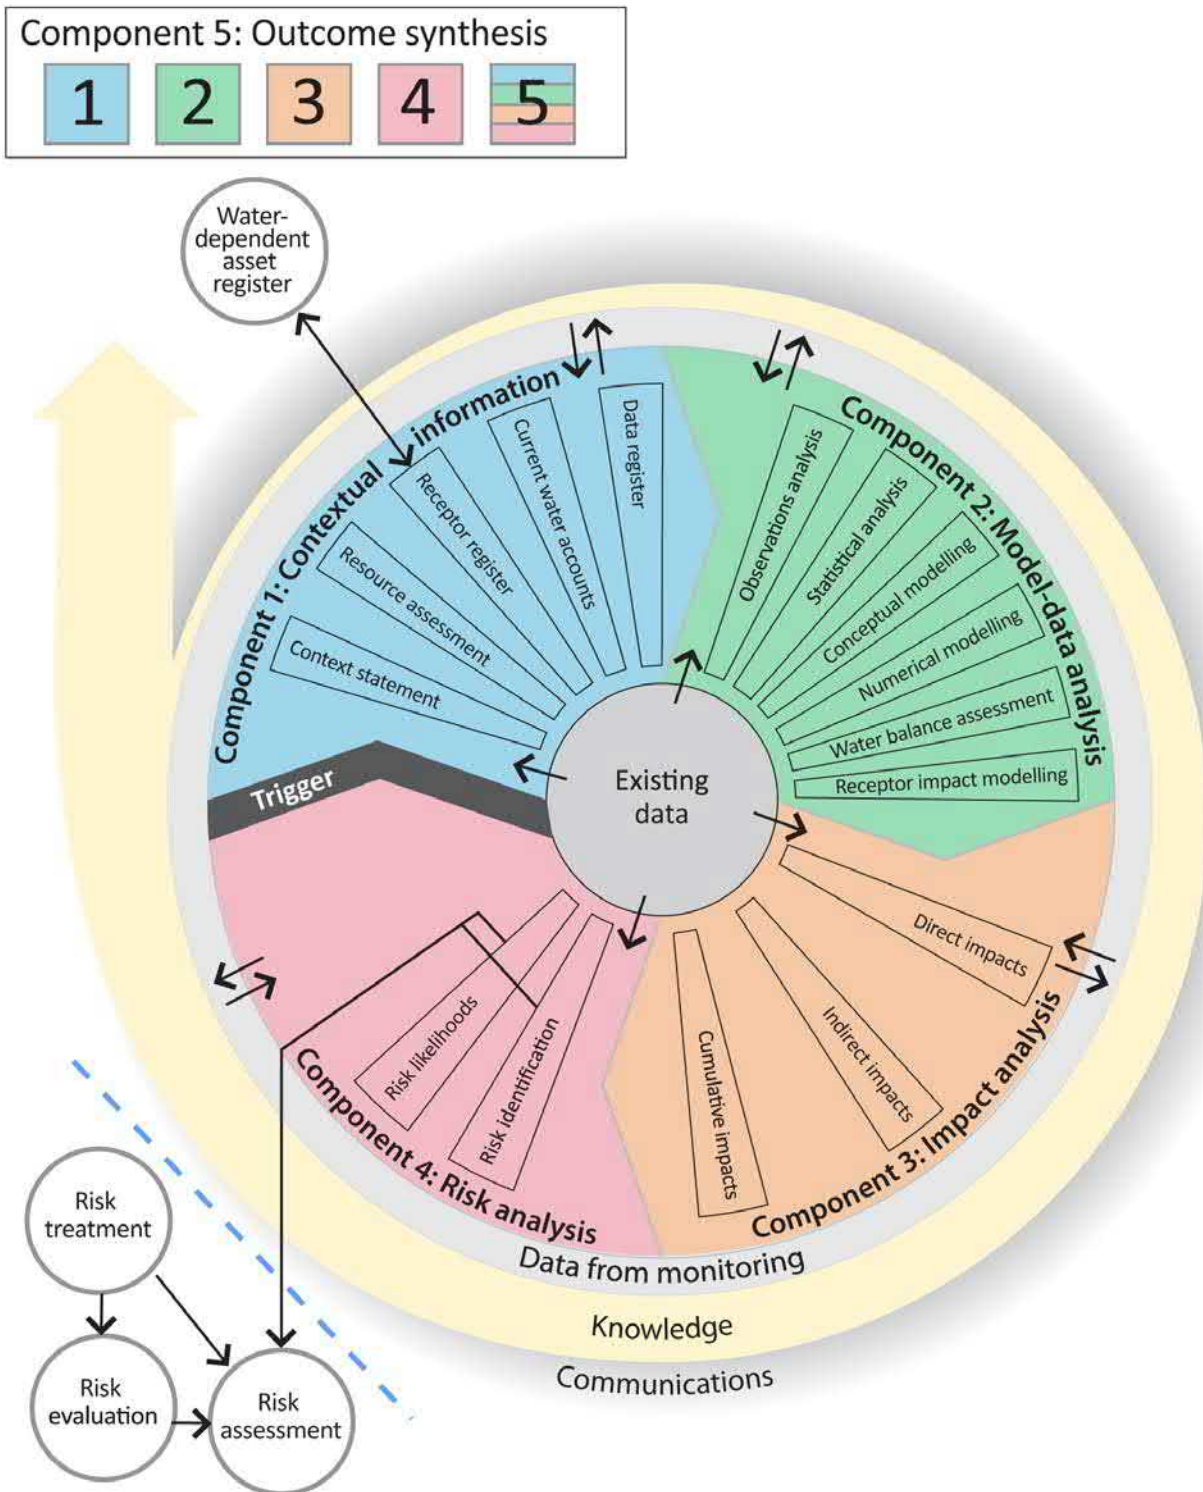 Component 5: Outcome synthesis
1 2 3 4 5
Water-
dependent
asset
register
Component 1: Contextual information
Context statement
Resource assessment
Receptor register
Current water accounts
Data register
Component 2: Model-data analysis
Observations analysis
Statistical analysis
Conceptual modelling
Numerical modelling
Water balance assessment
Receptor impact modelling
Existing
data
Trigger
Component 3: Impact analysis
Direct impacts
Indirect impacts
Cumulative impacts
Component 4: Risk analysis
Risk identification
Risk likelihoods
Data from monitoring
Knowledge
Communications
Risk
treatment
Risk
evaluation
Risk
assessment